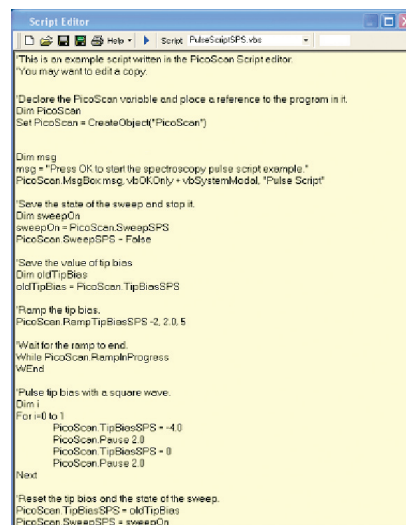 Script Editor
Help Script PulseScriptSPS.vbs
'This is an example script written in the PicoScan Script editor.
'You may want to edit a copy.
'Declare the PicoScan variable and place a reference to the program in it.
Dim PicoScan
Set PicoScan = CreateObject("PicoScan")
Dim msg
msg = "Press OK to start the spectroscopy pulse script example."
PicoScan.MsgBox msg, vbOKOnly + vbSystemModal, "Pulse Script"
'Save the state of the sweep and stop it.
Dim sweepOn
sweepOn = PicoScan.SweepSPS
PicoScan.SweepSPS = False
'Save the value of tip bias
Dim oldTipBias
oldTipBias = PicoScan.TipBiasSPS
'Ramp the tip bias.
PicoScan.RampTipBiasSPS -2, 2.0, 5
'Wait for the ramp to end.
While PicoScan.RampInProgress
WEnd
'Pulse tip bias with a square wave.
Dim i
For i=0 to 1
PicoScan.TipBiasSPS = -4.0
PicoScan.Pause 2.0
PicoScan.TipBiasSPS = 0
PicoScan.Pause 2.0
Next
'Reset the tip bias and the state of the sweep.
PicoScan.TipBiasSPS = oldTipBias
PicoScan.SweepSPS = sweepOn